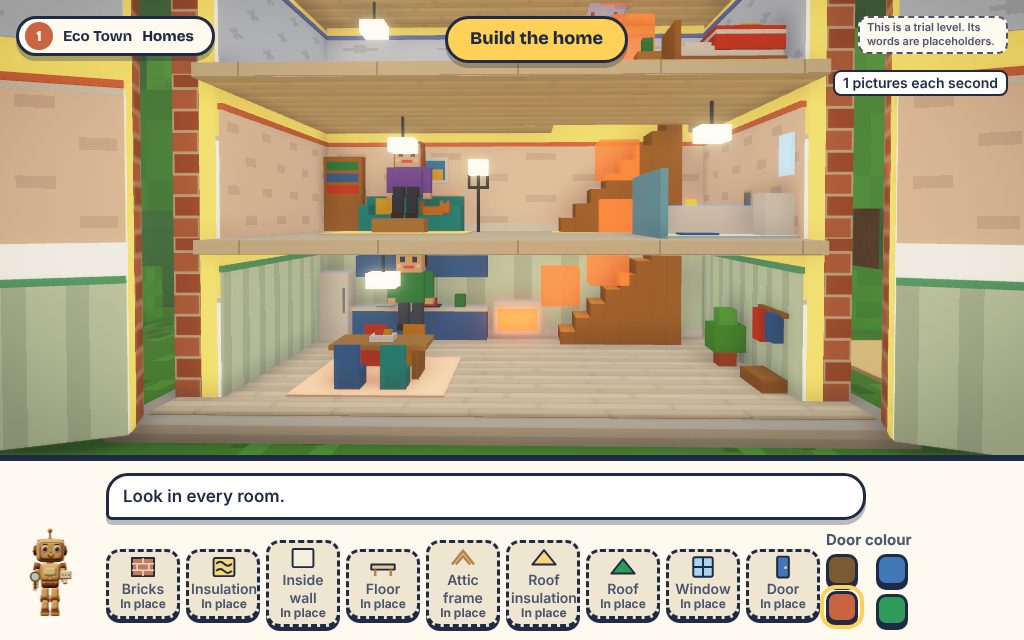 1 Eco Town Homes
Build the home
This is a trial level. Its
words are placeholders.
1 pictures each second
Look in every room.
Door colour
Bricks
In place
Insulation
In place
Inside
wall
In place
Floor
In place
Attic
frame
In place
Roof
insulation
In place
Roof
In place
Window
In place
Door
In place